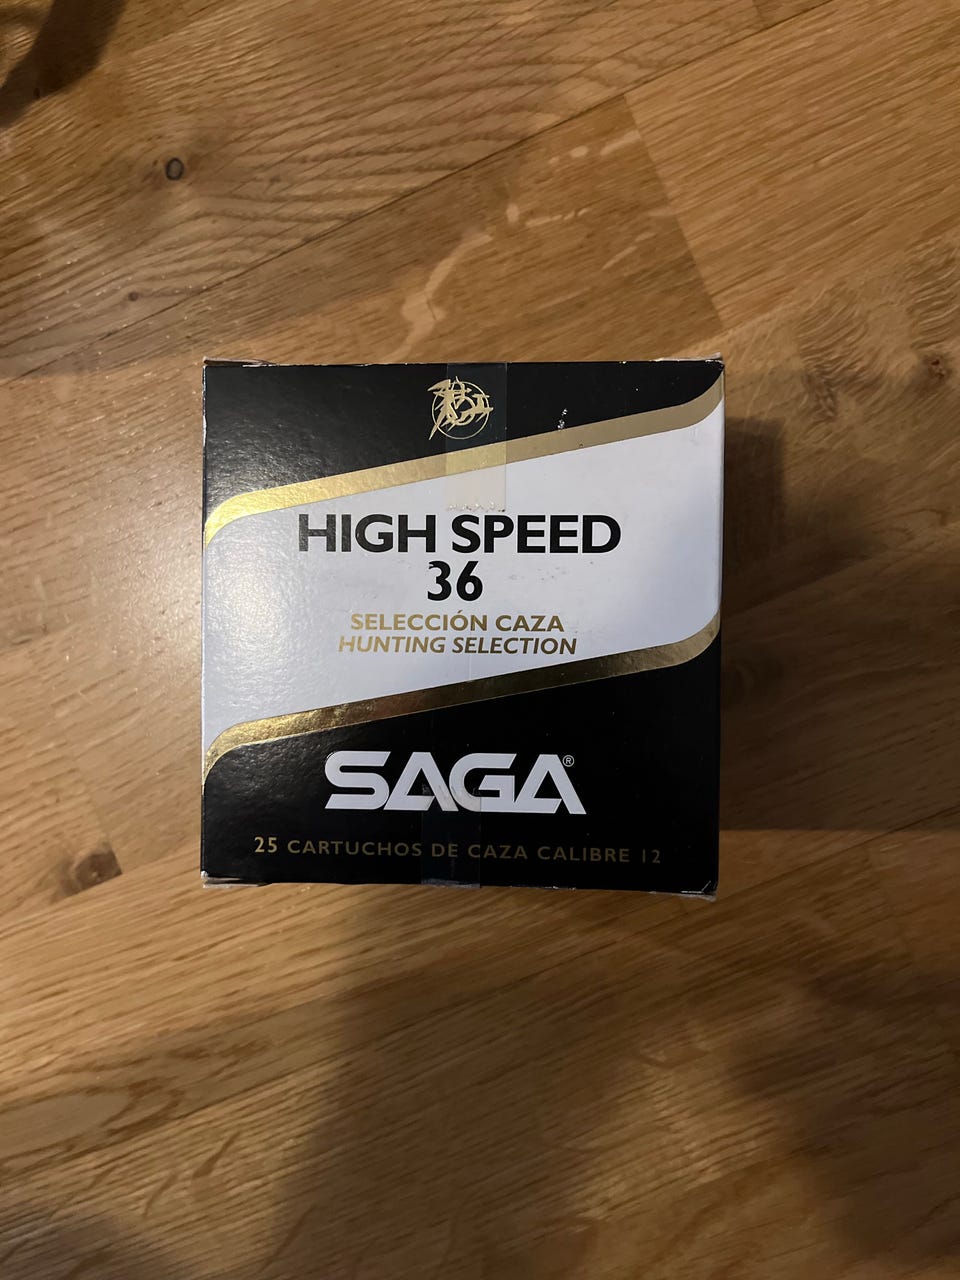 HIGH SPEED
36
SELECCIÓN CAZA
HUNTING SELECTION
SAGA®
25 CARTUCHOS DE CAZA CALIBRE 12